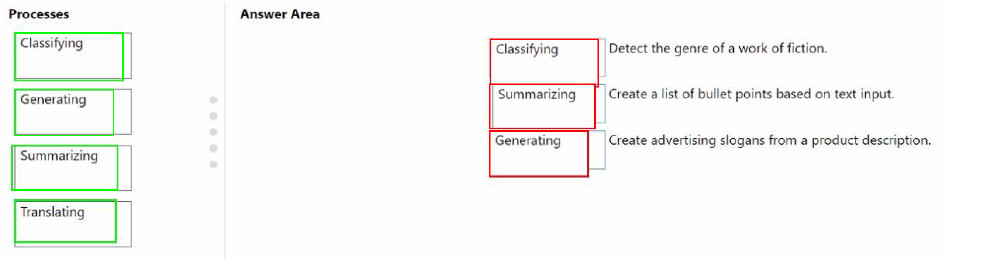 Processes
Answer Area
Classifying
Generating
Summarizing
Translating
Classifying Detect the genre of a work of fiction.
Summarizing Create a list of bullet points based on text input.
Generating Create advertising slogans from a product description.